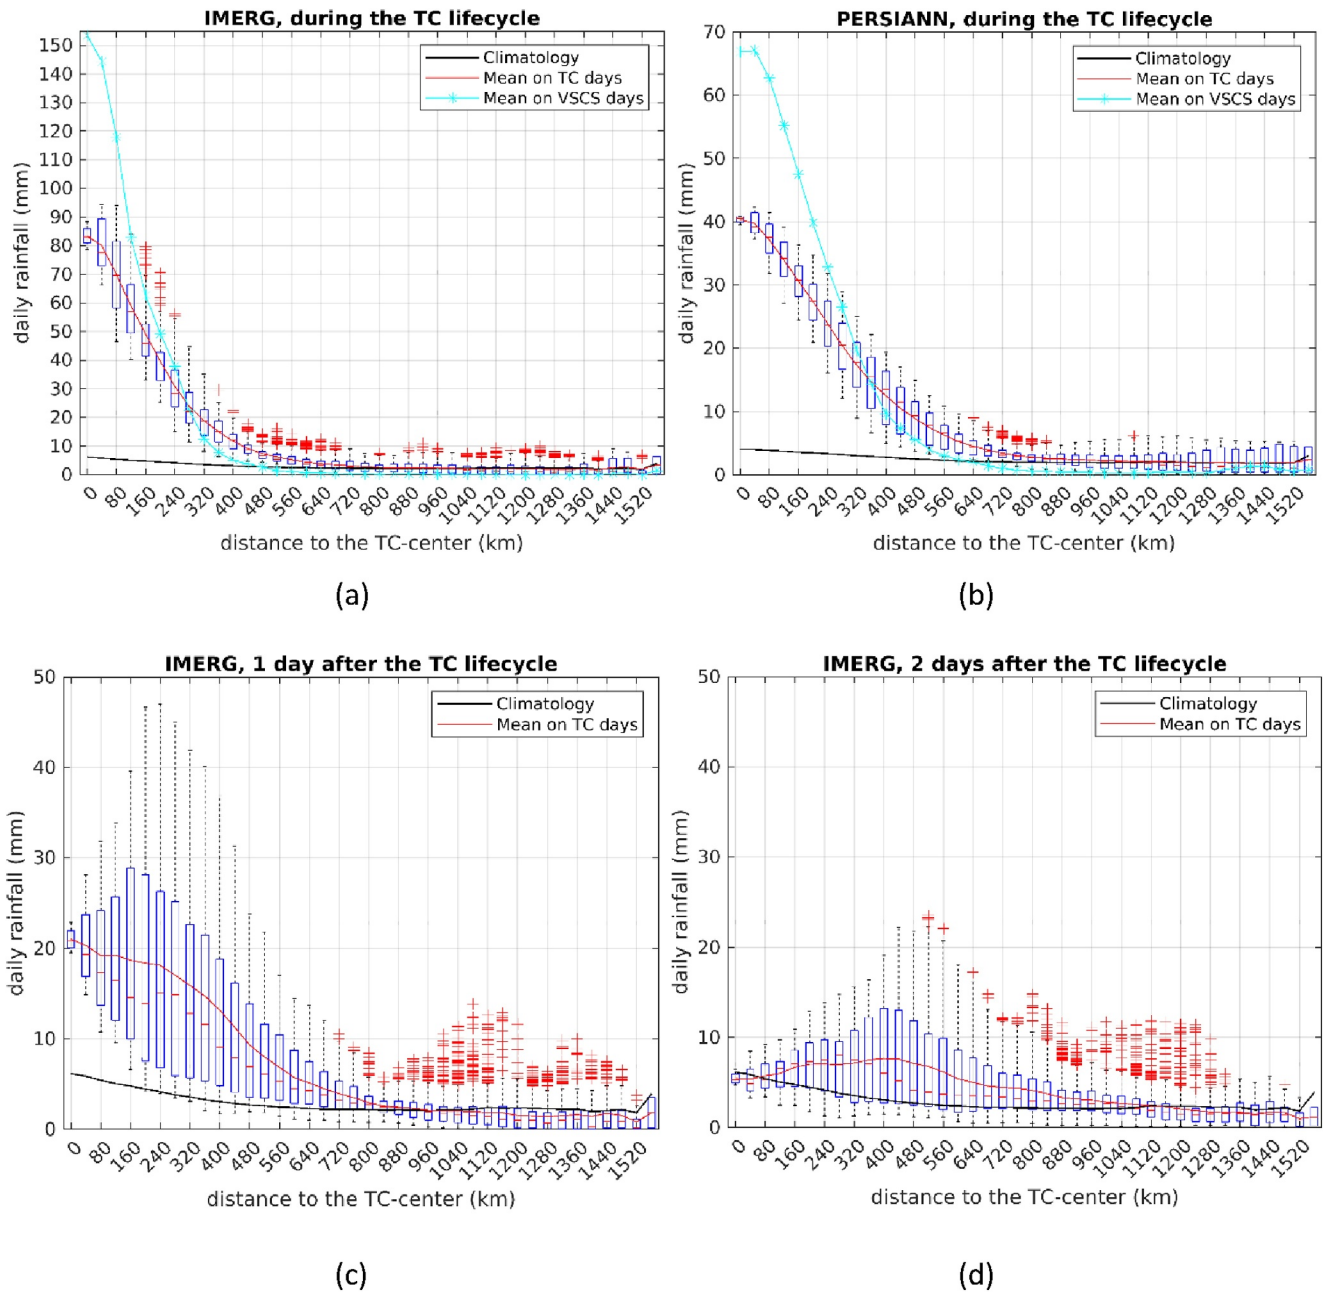 IMERG, during the TC lifecycle
Climatology
Mean on TC days
Mean on VSCS days
daily rainfall (mm)
150
140
130
120
110
100
90
80
70
60
50
40
30
20
10
0
0 80 160 240 320 400 480 560 640 720 800 880 960 1040 1120 1200 1280 1360 1440 1520
distance to the TC-center (km)
(a)
PERSIANN, during the TC lifecycle
Climatology
Mean on TC days
Mean on VSCS days
daily rainfall (mm)
70
60
50
40
30
20
10
0
0 80 160 240 320 400 480 560 640 720 800 880 960 1040 1120 1200 1280 1360 1440 1520
distance to the TC-center (km)
(b)
IMERG, 1 day after the TC lifecycle
Climatology
Mean on TC days
daily rainfall (mm)
50
40
30
20
10
0
0 80 160 240 320 400 480 560 640 720 800 880 960 1040 1120 1200 1280 1360 1440 1520
distance to the TC-center (km)
(c)
IMERG, 2 days after the TC lifecycle
Climatology
Mean on TC days
daily rainfall (mm)
50
40
30
20
10
0
0 80 160 240 320 400 480 560 640 720 800 880 960 1040 1120 1200 1280 1360 1440 1520
distance to the TC-center (km)
(d)